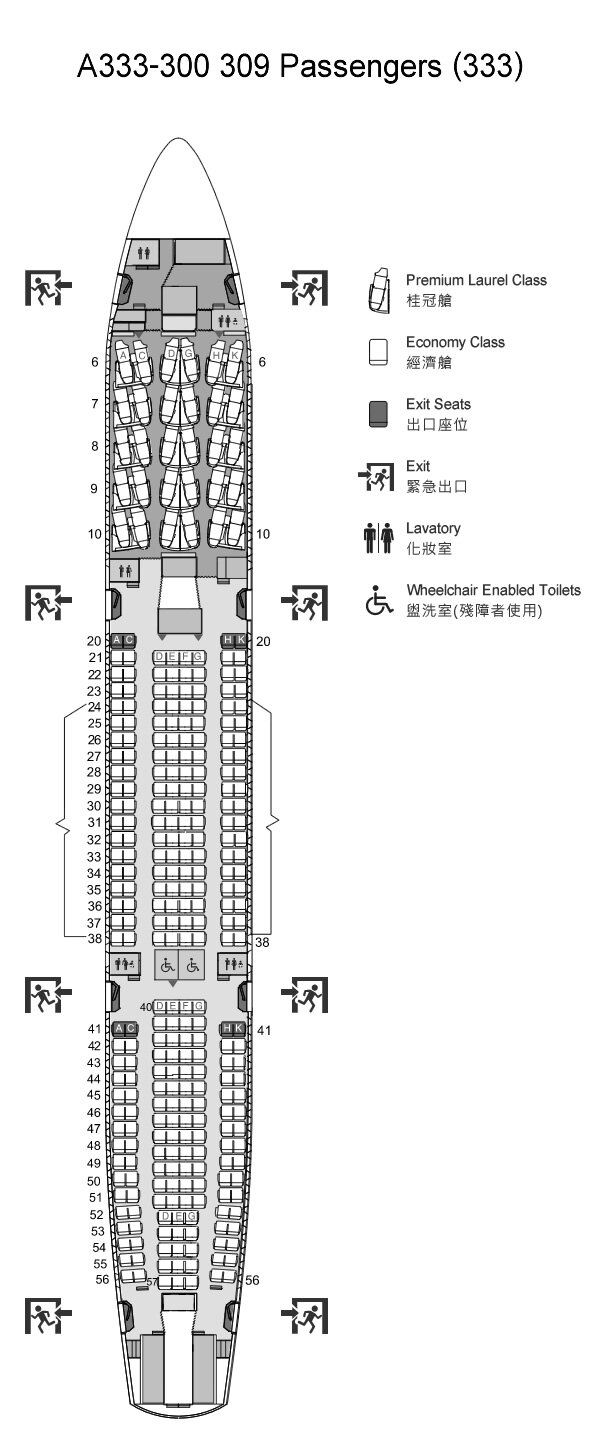 A333-300 309 Passengers (333)
Premium Laurel Class
桂冠艙
Economy Class
經濟艙
Exit Seats
出口座位
Exit
緊急出口
Lavatory
化妝室
Wheelchair Enabled Toilets
盥洗室(殘障者使用)
6 A C D G H K 6
7
8
9
10 10
20 A C H K 20
21 D E F G
22
23
24
25
26
27
28
29
30
31
32
33
34
35
36
37
38 38
40 D E F G
41 A C H K 41
42
43
44
45
46
47
48
49
50
51
52 D E G
53
54
55
56 57 56